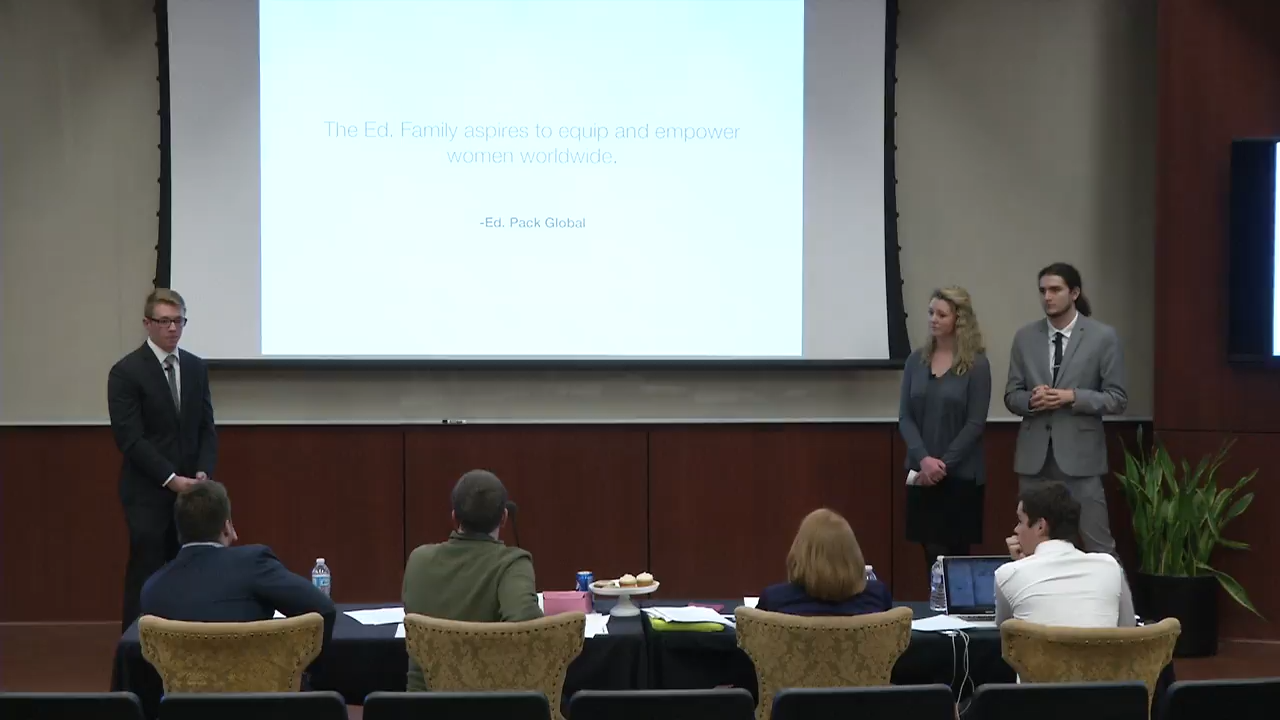 The Ed. Family aspires to equip and empower
women worldwide.
-Ed. Pack Global